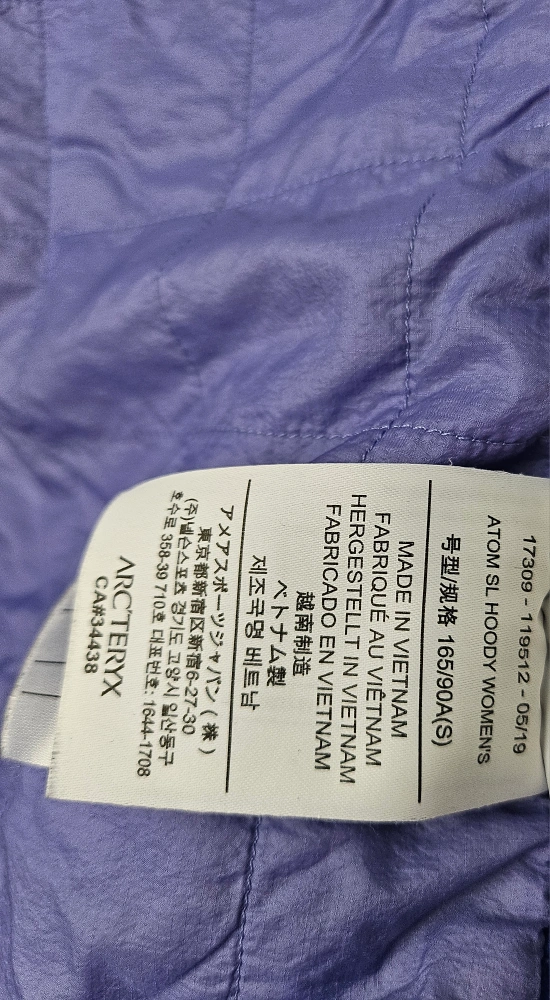 17309 - 119512 - 05/19
ATOM SL HOODY WOMEN'S
号型/规格 165/90A(S)
MADE IN VIETNAM
FABRIQUÉ AU VIÊTNAM
HERGESTELLT IN VIETNAM
FABRICADO EN VIETNAM
越南制造
ベトナム製
제조국명 베트남
アメアスポーツジャパン ( 株 )
東京都新宿区新宿6-27-30
(주)넬슨스포츠 경기도 고양시 일산동구
호수로 358-39 710호 대표번호: 1644-1708
ARC'TERYX
CA#34438